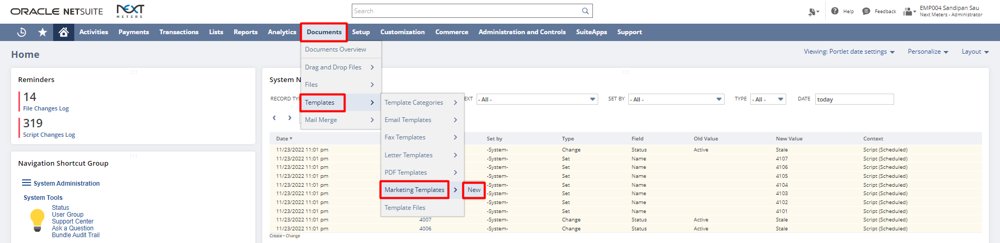 ORACLE NETSUITE NEXT METERS Search Help Feedback EMP004 Sandipan Sau
Next Meters - Administrator
Activities Payments Transactions Lists Reports Analytics Documents Setup Customization Commerce Administration and Controls SuiteApps Support
Home
Viewing: Portlet date settings Personalize Layout
Documents Overview
Drag and Drop Files
Files
Templates
Mail Merge
Template Categories
Email Templates
Fax Templates
Letter Templates
PDF Templates
Marketing Templates New
Template Files
Reminders
14
File Changes Log
319
Script Changes Log
Navigation Shortcut Group
System Administration
System Tools
Status
User Group
Support Center
Ask a Question
Bundle Audit Trail
System N
RECORD TYP EXT - All - SET BY - All - TYPE - All - DATE today
Date Set by Type Field Old Value New Value Context
11/23/2022 11:01 pm -System- Change Status Active Stale Script (Scheduled)
11/23/2022 11:01 pm -System- Set Name 4107 Script (Scheduled)
11/23/2022 11:01 pm -System- Set Name 4106 Script (Scheduled)
11/23/2022 11:01 pm -System- Set Name 4105 Script (Scheduled)
11/23/2022 11:01 pm -System- Set Name 4104 Script (Scheduled)
11/23/2022 11:01 pm -System- Set Name 4103 Script (Scheduled)
11/23/2022 11:01 pm -System- Set Name 4102 Script (Scheduled)
11/23/2022 11:01 pm -System- Set Name 4101 Script (Scheduled)
11/23/2022 11:01 pm 4007 -System- Change Status Active Stale Script (Scheduled)
11/23/2022 11:01 pm 4006 -System- Change Status Active Stale Script (Scheduled)
Create • Change